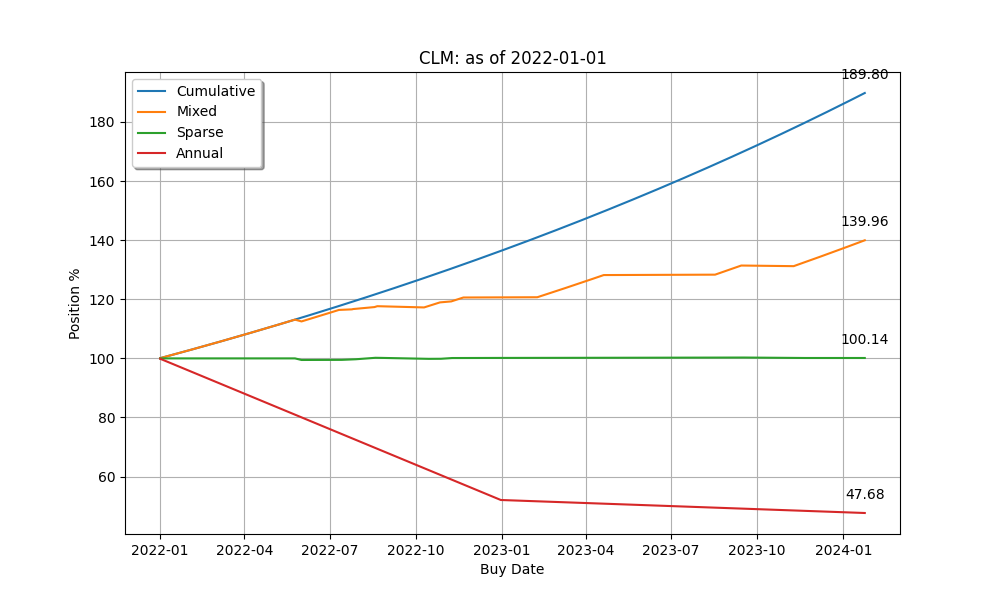 CLM: as of 2022-01-01
189.80
Cumulative
Mixed
Sparse
Annual
139.96
100.14
47.68
180
160
140
120
100
80
60
Position %
2022-01 2022-04 2022-07 2022-10 2023-01 2023-04 2023-07 2023-10 2024-01
Buy Date